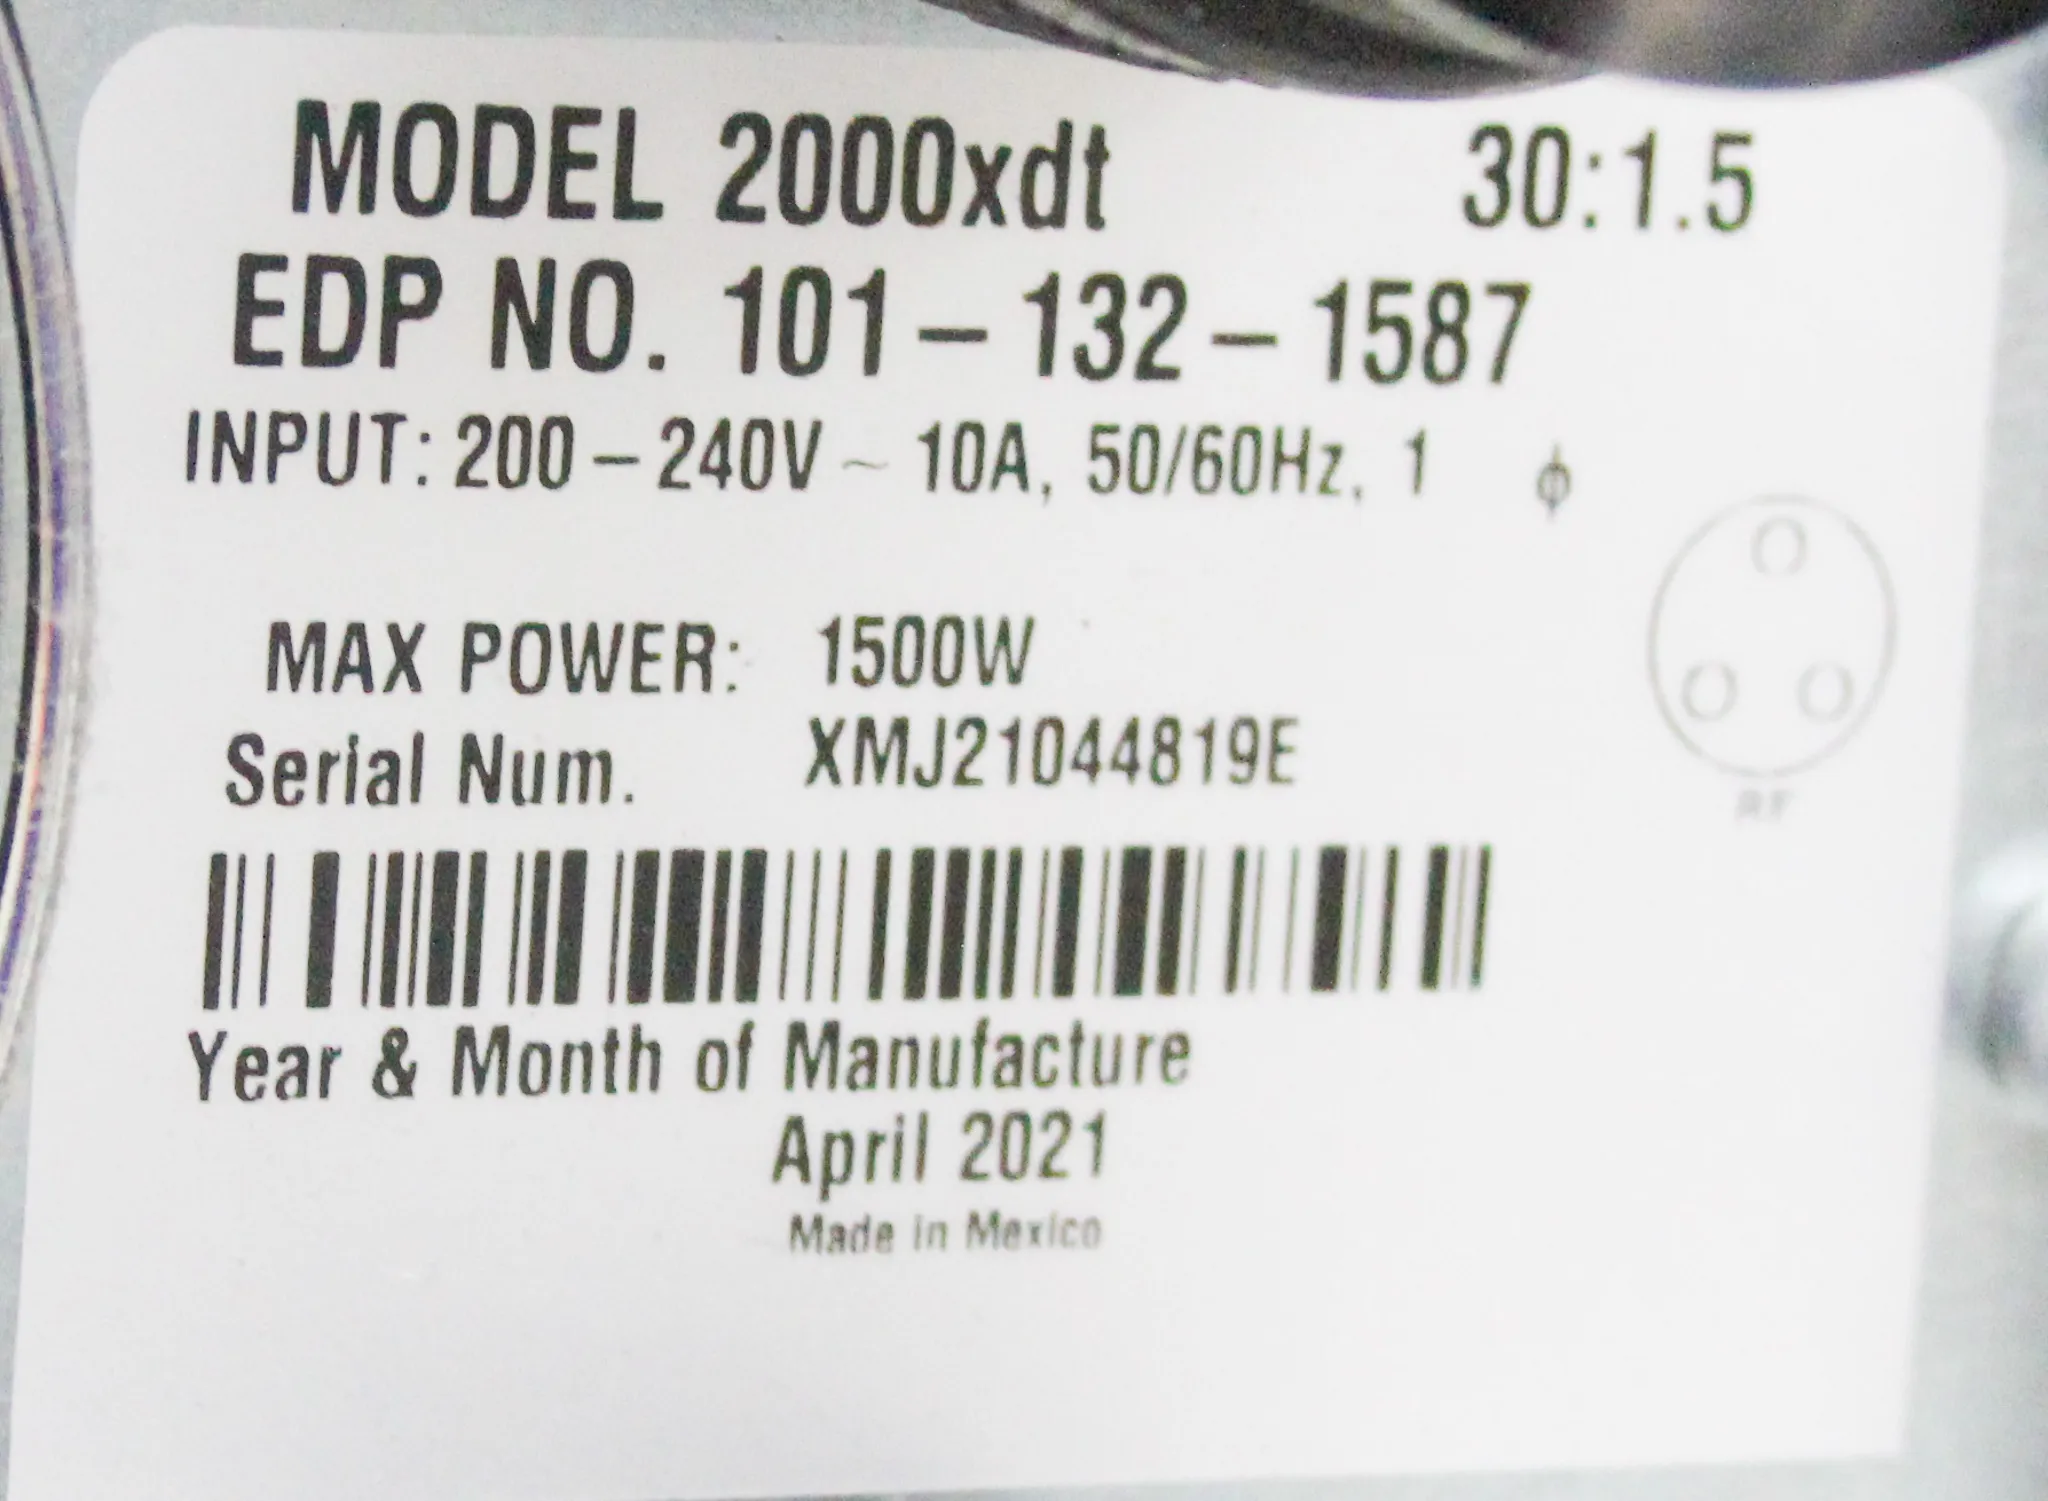 MODEL 2000xdt 30:1.5
EDP NO. 101-132-1587
INPUT: 200-240V ~ 10A, 50/60Hz, 1 ϕ
MAX POWER: 1500W
Serial Num. XMJ21044819E
RF
Year & Month of Manufacture
April 2021
Made in Mexico